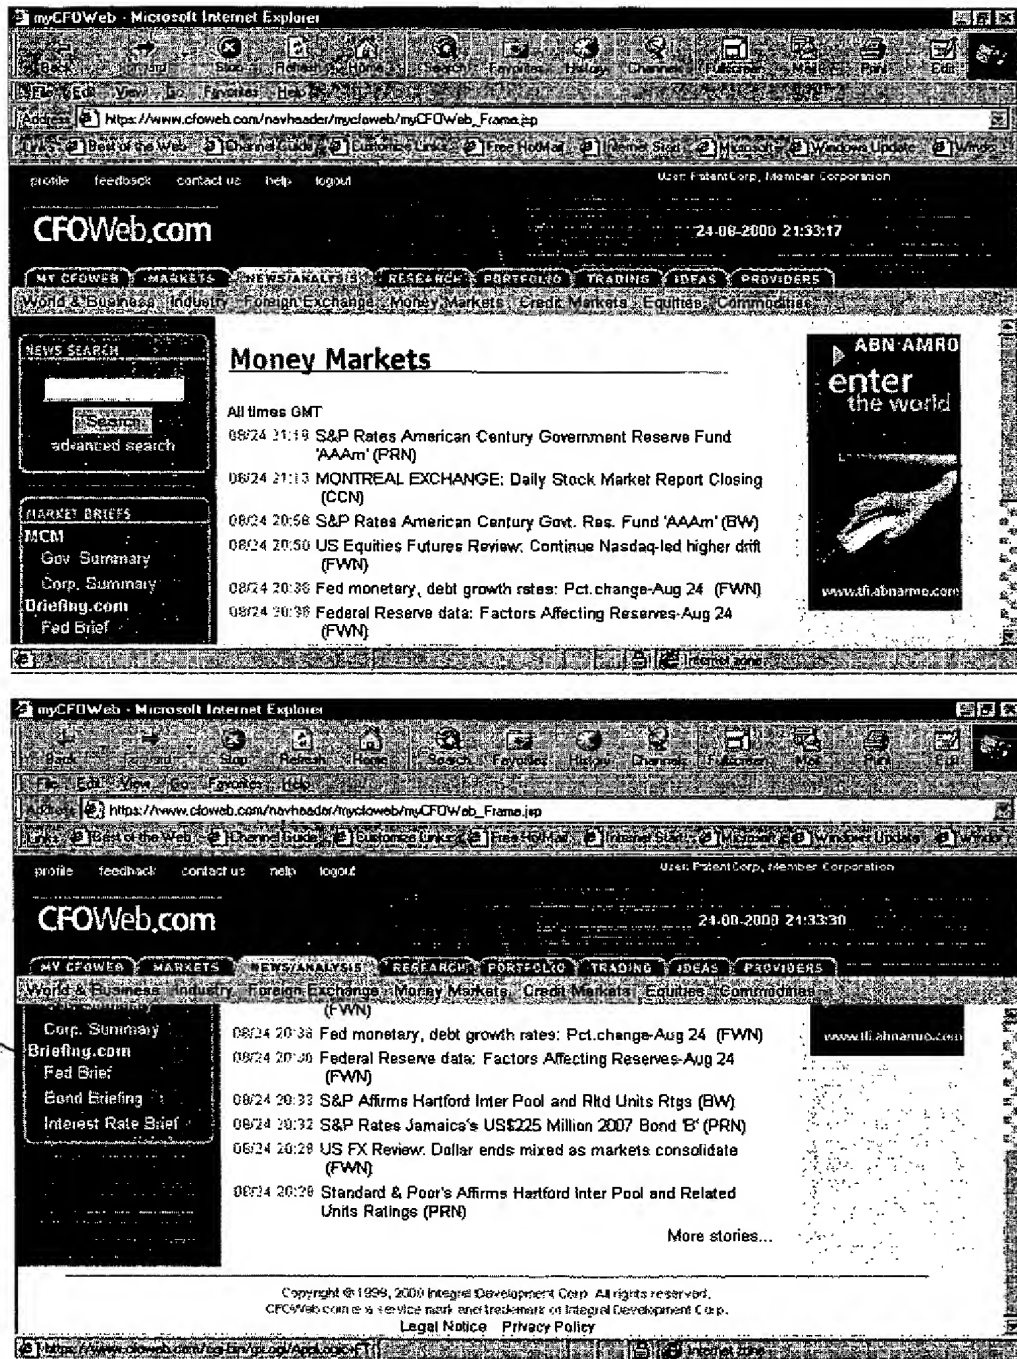 myCFOWeb - Microsoft Internet Explorer
Back Forward Stop Refresh Home Search Favorites History Channels Fullscreen Mail Print Edit
File Edit View Go Favorites Help
Address https://www.cfoweb.com/navheader/mycfoweb/myCFOWeb_Frame.jsp
Links Best of the Web Channel Guide Customize Links Free HotMail Internet Start Microsoft Windows Update
profile feedback contact us help logout User: PatentCorp, Member Corporation
CFOWeb.com 24-08-2000 21:33:17
MY CFOWEB MARKETS NEWS/ANALYSIS RESEARCH PORTFOLIO TRADING IDEAS PROVIDERS
World & Business Industry Foreign Exchange Money Markets Credit Markets Equities Commodities
NEWS SEARCH
Search
advanced search
MARKET BRIEFS
MCM
Gov. Summary
Corp. Summary
Briefing.com
Fed Brief
Money Markets
All times GMT
08/24 21:19 S&P Rates American Century Government Reserve Fund
'AAAm' (PRN)
08/24 21:13 MONTREAL EXCHANGE: Daily Stock Market Report Closing
(CCN)
08/24 20:58 S&P Rates American Century Govt. Res. Fund 'AAAm' (BW)
08/24 20:50 US Equities Futures Review: Continue Nasdaq-led higher drift
(FWN)
08/24 20:38 Fed monetary, debt growth rates: Pct.change-Aug 24 (FWN)
08/24 20:38 Federal Reserve data: Factors Affecting Reserves-Aug 24
(FWN)
ABN·AMRO
enter
the world
Internet zone
myCFOWeb - Microsoft Internet Explorer
Back Forward Stop Refresh Home Search Favorites History Channels Fullscreen Mail Print Edit
File Edit View Go Favorites Help
Address https://www.cfoweb.com/navheader/mycfoweb/myCFOWeb_Frame.jsp
Links Best of the Web Channel Guide Customize Links Free HotMail Internet Start Microsoft Windows Update
profile feedback contact us help logout User: PatentCorp, Member Corporation
CFOWeb.com 24-08-2000 21:33:30
MY CFOWEB MARKETS NEWS/ANALYSIS RESEARCH PORTFOLIO TRADING IDEAS PROVIDERS
World & Business Industry Foreign Exchange Money Markets Credit Markets Equities Commodities
Corp. Summary
Briefing.com
Fed Brief
Bond Briefing
Interest Rate Brief
(FWN)
08/24 20:38 Fed monetary, debt growth rates: Pct.change-Aug 24 (FWN)
08/24 20:38 Federal Reserve data: Factors Affecting Reserves-Aug 24
(FWN)
08/24 20:33 S&P Affirms Hartford Inter Pool and Rltd Units Rtgs (BW)
08/24 20:32 S&P Rates Jamaica's US$225 Million 2007 Bond 'B' (PRN)
08/24 20:29 US FX Review: Dollar ends mixed as markets consolidate
(FWN)
08/24 20:29 Standard & Poor's Affirms Hartford Inter Pool and Related
Units Ratings (PRN)
More stories...
Copyright © 1999, 2000 Integral Development Corp. All rights reserved.
CFOWeb.com is a service mark and trademark of Integral Development Corp.
Legal Notice Privacy Policy
Internet zone